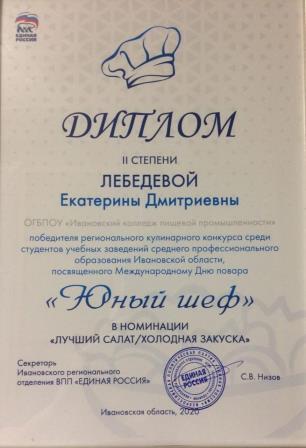 ЕДИНАЯ
РОССИЯ
ДИПЛОМ
II СТЕПЕНИ
ЛЕБЕДЕВОЙ
Екатерины Дмитриевны
ОГБПОУ «Ивановский колледж пищевой промышленности»
победителя регионального кулинарного конкурса среди
студентов учебных заведений среднего профессионального
образования Ивановской области,
посвященного Международному Дню повара
«Юный шеф»
В НОМИНАЦИИ
«ЛУЧШИЙ САЛАТ/ХОЛОДНАЯ ЗАКУСКА»
Секретарь
Ивановского регионального
отделения ВПП «ЕДИНАЯ РОССИЯ»
ЕДИНАЯ
РОССИЯ
С.В. Низов
Ивановская область, 2020